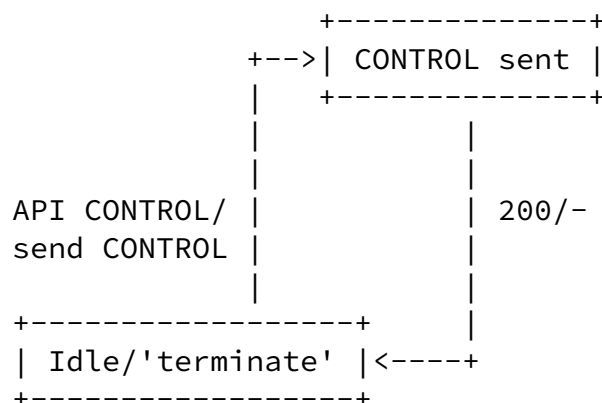 CONTROL sent
API CONTROL/
200/-
send CONTROL
Idle/'terminate'